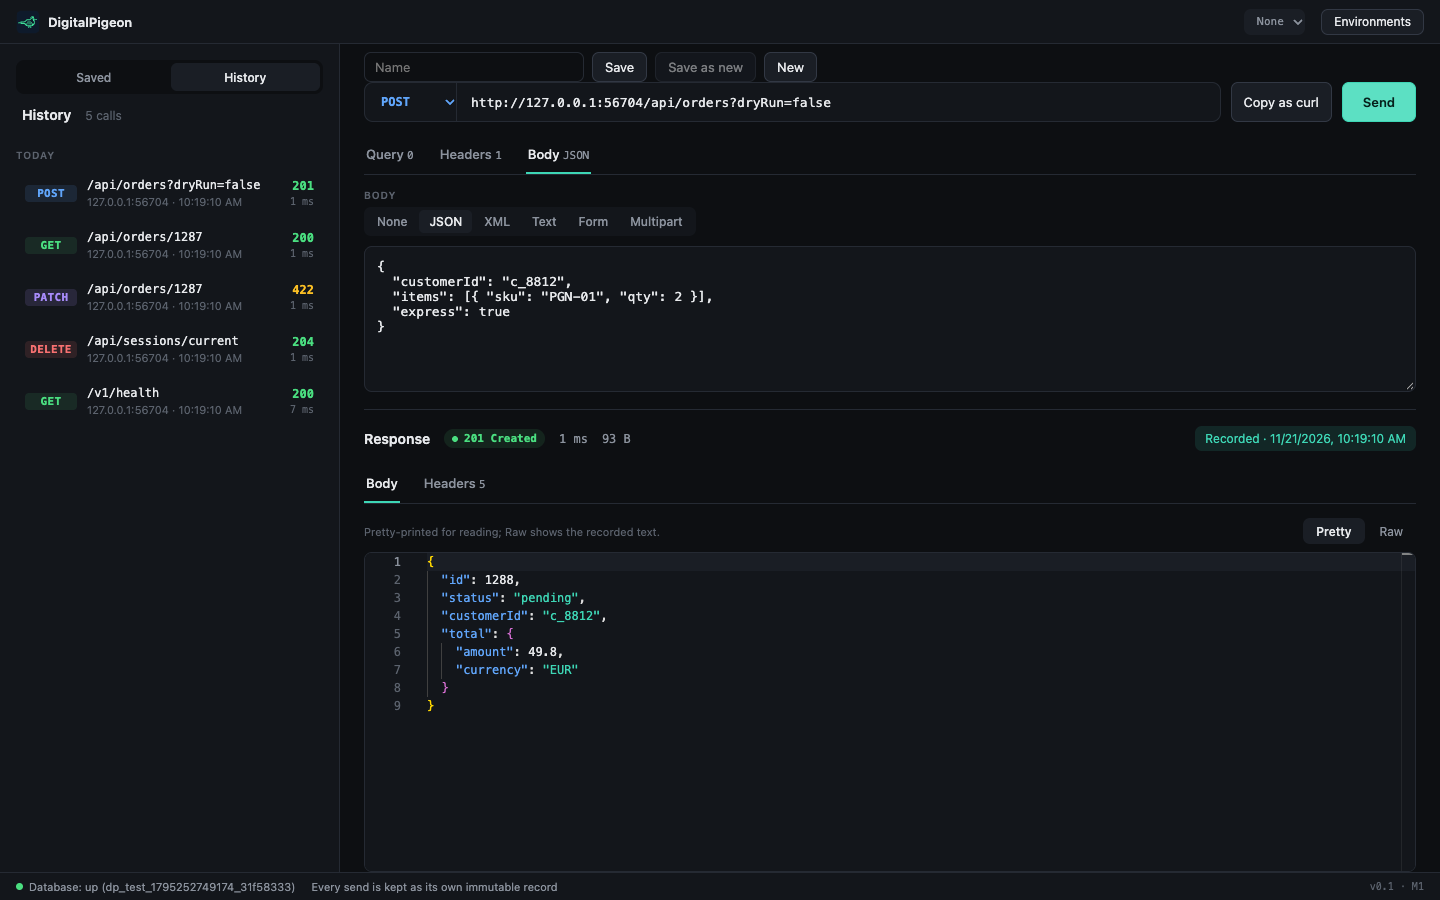 DigitalPigeon
None
Environments
Saved
History
History 5 calls
TODAY
POST /api/orders?dryRun=false 201
127.0.0.1:56704 · 10:19:10 AM 1 ms
GET /api/orders/1287 200
127.0.0.1:56704 · 10:19:10 AM 1 ms
PATCH /api/orders/1287 422
127.0.0.1:56704 · 10:19:10 AM 1 ms
DELETE /api/sessions/current 204
127.0.0.1:56704 · 10:19:10 AM 1 ms
GET /v1/health 200
127.0.0.1:56704 · 10:19:10 AM 7 ms
Name Save Save as new New
POST http://127.0.0.1:56704/api/orders?dryRun=false Copy as curl Send
Query 0 Headers 1 Body JSON
BODY
None JSON XML Text Form Multipart
{
  "customerId": "c_8812",
  "items": [{ "sku": "PGN-01", "qty": 2 }],
  "express": true
}
Response 201 Created 1 ms 93 B Recorded · 11/21/2026, 10:19:10 AM
Body Headers 5
Pretty-printed for reading; Raw shows the recorded text. Pretty Raw
1 {
2   "id": 1288,
3   "status": "pending",
4   "customerId": "c_8812",
5   "total": {
6     "amount": 49.8,
7     "currency": "EUR"
8   }
9 }
Database: up (dp_test_1795252749174_31f58333) Every send is kept as its own immutable record v0.1 · M1